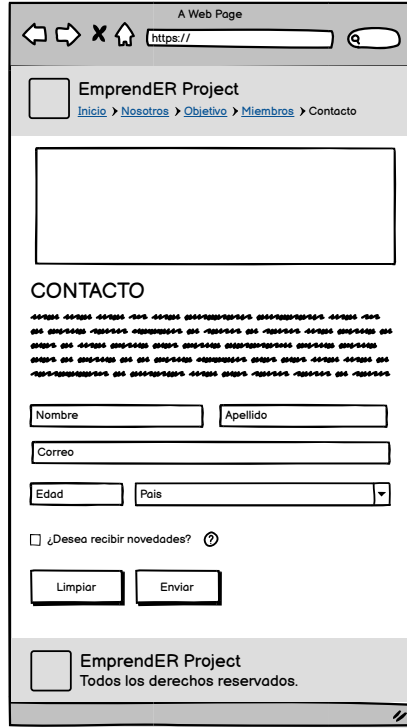 A Web Page
https://
EmprendER Project
Inicio > Nosotros > Objetivo > Miembros > Contacto
CONTACTO
Nombre
Apellido
Correo
Edad
Pais
¿Desea recibir novedades? ?
Limpiar
Enviar
EmprendER Project
Todos los derechos reservados.